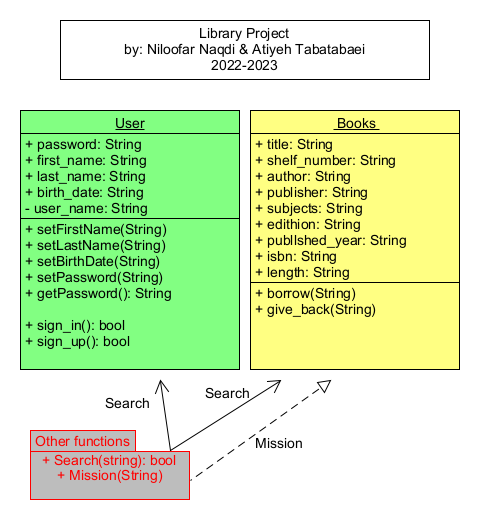 Library Project
by: Niloofar Naqdi & Atiyeh Tabatabaei
2022-2023
User
+ password: String
+ first_name: String
+ last_name: String
+ birth_date: String
- user_name: String
+ setFirstName(String)
+ setLastName(String)
+ setBirthDate(String)
+ setPassword(String)
+ getPassword(): String
+ sign_in(): bool
+ sign_up(): bool
Books
+ title: String
+ shelf_number: String
+ author: String
+ publisher: String
+ subjects: String
+ edithion: String
+ publlshed_year: String
+ isbn: String
+ length: String
+ borrow(String)
+ give_back(String)
Search
Search
Mission
Other functions
+ Search(string): bool
+ Mission(String)